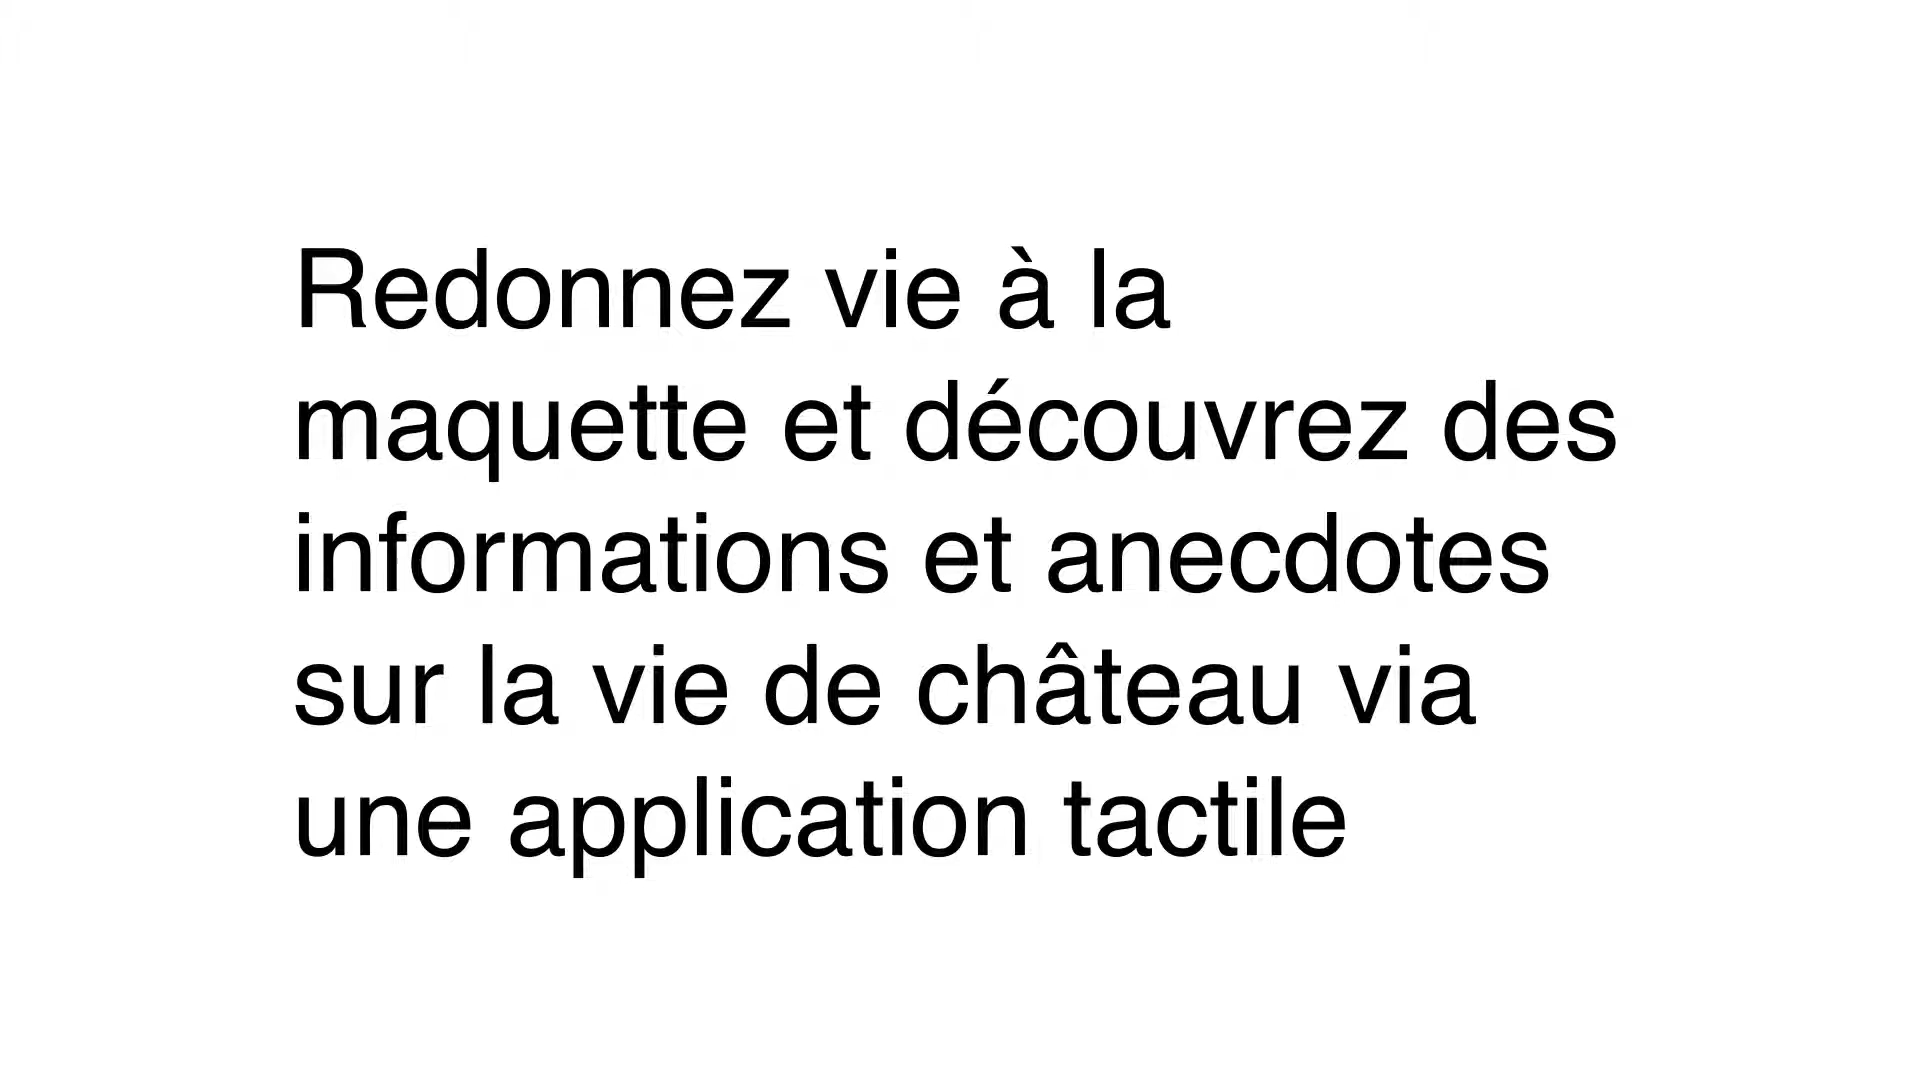 Redonnez vie à la
maquette et découvrez des
informations et anecdotes
sur la vie de château via
une application tactile